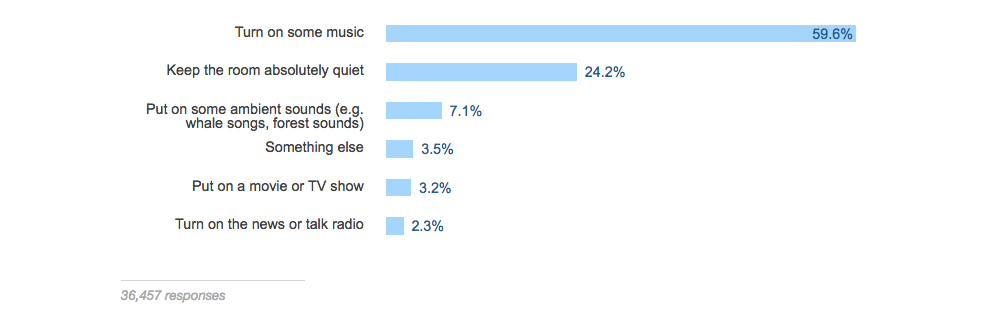 Turn on some music
59.6%
Keep the room absolutely quiet
24.2%
Put on some ambient sounds (e.g.
whale songs, forest sounds)
7.1%
Something else
3.5%
Put on a movie or TV show
3.2%
Turn on the news or talk radio
2.3%
36,457 responses